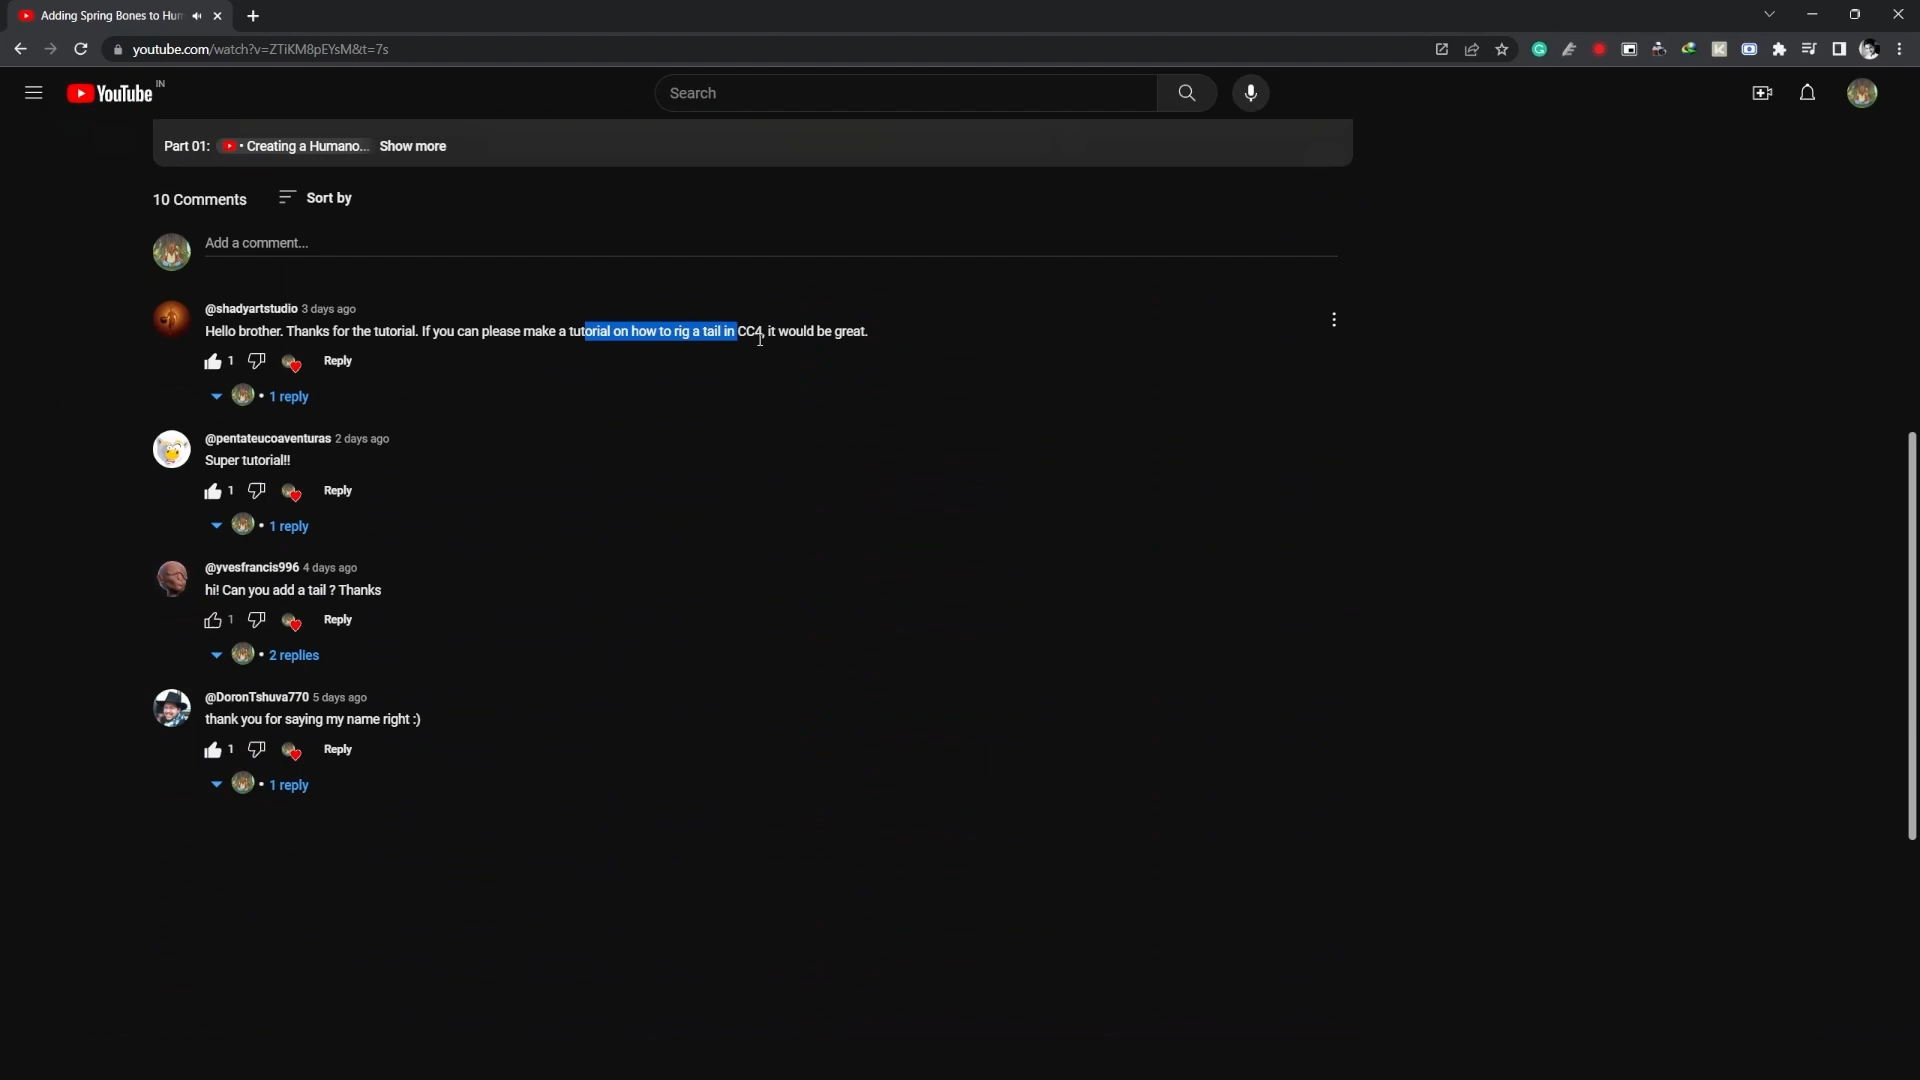 Adding Spring Bones to Hum
youtube.com/watch?v=ZTiKM8pEYsM&t=7s
YouTube IN
Search
Part 01: • Creating a Humano... Show more
10 Comments Sort by
Add a comment...
@shadyartstudio 3 days ago
Hello brother. Thanks for the tutorial. If you can please make a tutorial on how to rig a tail in CC4, it would be great.
1 Reply
• 1 reply
@pentateucoaventuras 2 days ago
Super tutorial!!
1 Reply
• 1 reply
@yvesfrancis996 4 days ago
hi! Can you add a tail ? Thanks
1 Reply
• 2 replies
@DoronTshuva770 5 days ago
thank you for saying my name right :)
1 Reply
• 1 reply